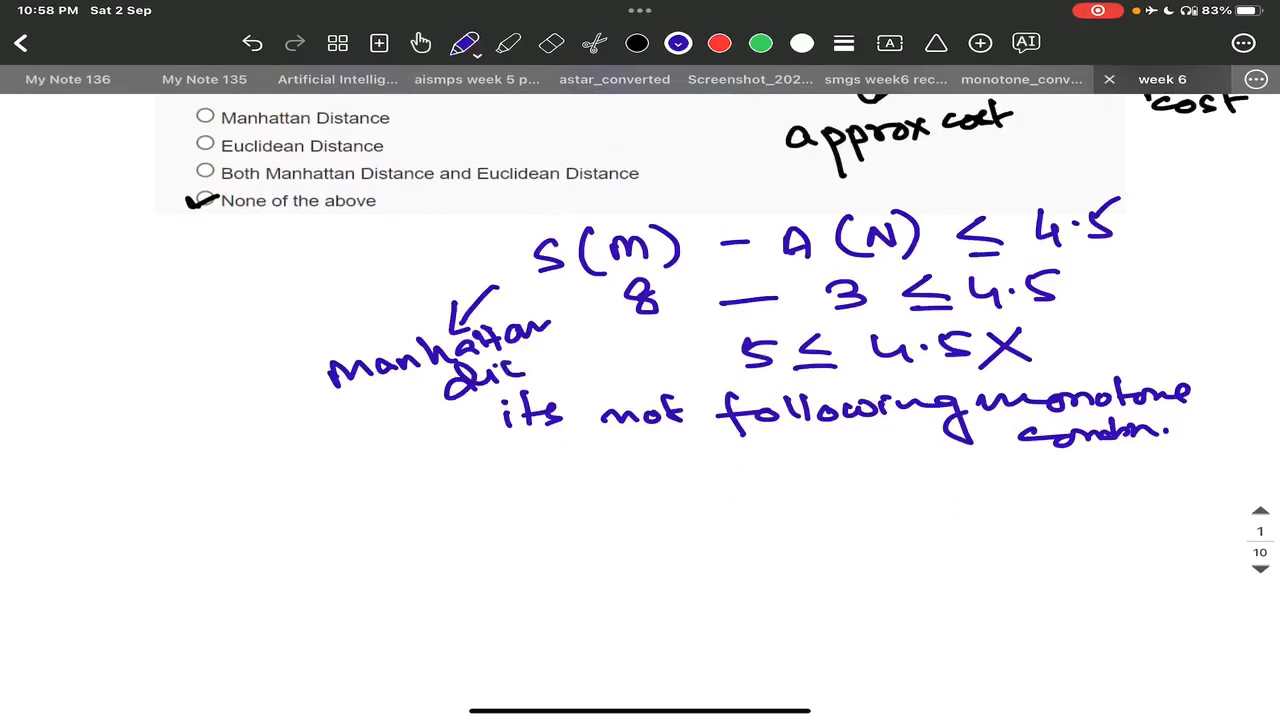 10:58 PM Sat 2 Sep
83%
A
AI
My Note 136
My Note 135
Artificial Intellig...
aismps week 5 p...
astar_converted
Screenshot_202...
smgs week6 rec...
monotone_conv...
week 6
Manhattan Distance
Euclidean Distance
Both Manhattan Distance and Euclidean Distance
None of the above
approx cost
cost
S(M) - A(N) ≤ 4.5
8 - 3 ≤ 4.5
5 ≤ 4.5 X
Manhattan
its not following monotone
1
10